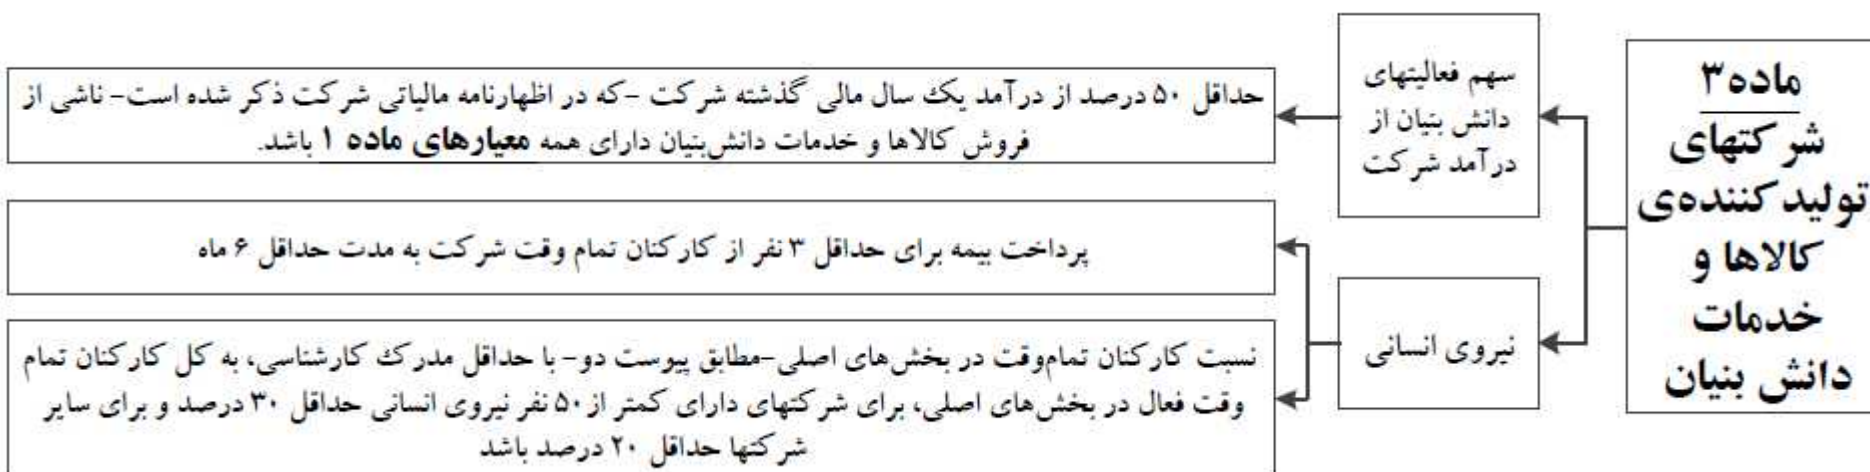 ماده ۳
شرکتهای
تولید کننده‌ی
کالاها و
خدمات
دانش بنیان
سهم فعالیتهای
دانش بنیان از
درآمد شرکت
حداقل ۵۰ درصد از درآمد یک سال مالی گذشته شرکت -که در اظهارنامه مالیاتی شرکت ذکر شده است- ناشی از
فروش کالاها و خدمات دانش‌بنیان دارای همه معیارهای ماده ۱ باشد.
نیروی انسانی
پرداخت بیمه برای حداقل ۳ نفر از کارکنان تمام وقت شرکت به مدت حداقل ۶ ماه
نسبت کارکنان تمام‌وقت در بخش‌های اصلی-مطابق پیوست دو- با حداقل مدرک کارشناسی، به کل کارکنان تمام
وقت فعال در بخش‌های اصلی، برای شرکتهای دارای کمتر از ۵۰ نفر نیروی انسانی حداقل ۳۰ درصد و برای سایر
شرکتها حداقل ۲۰ درصد باشد